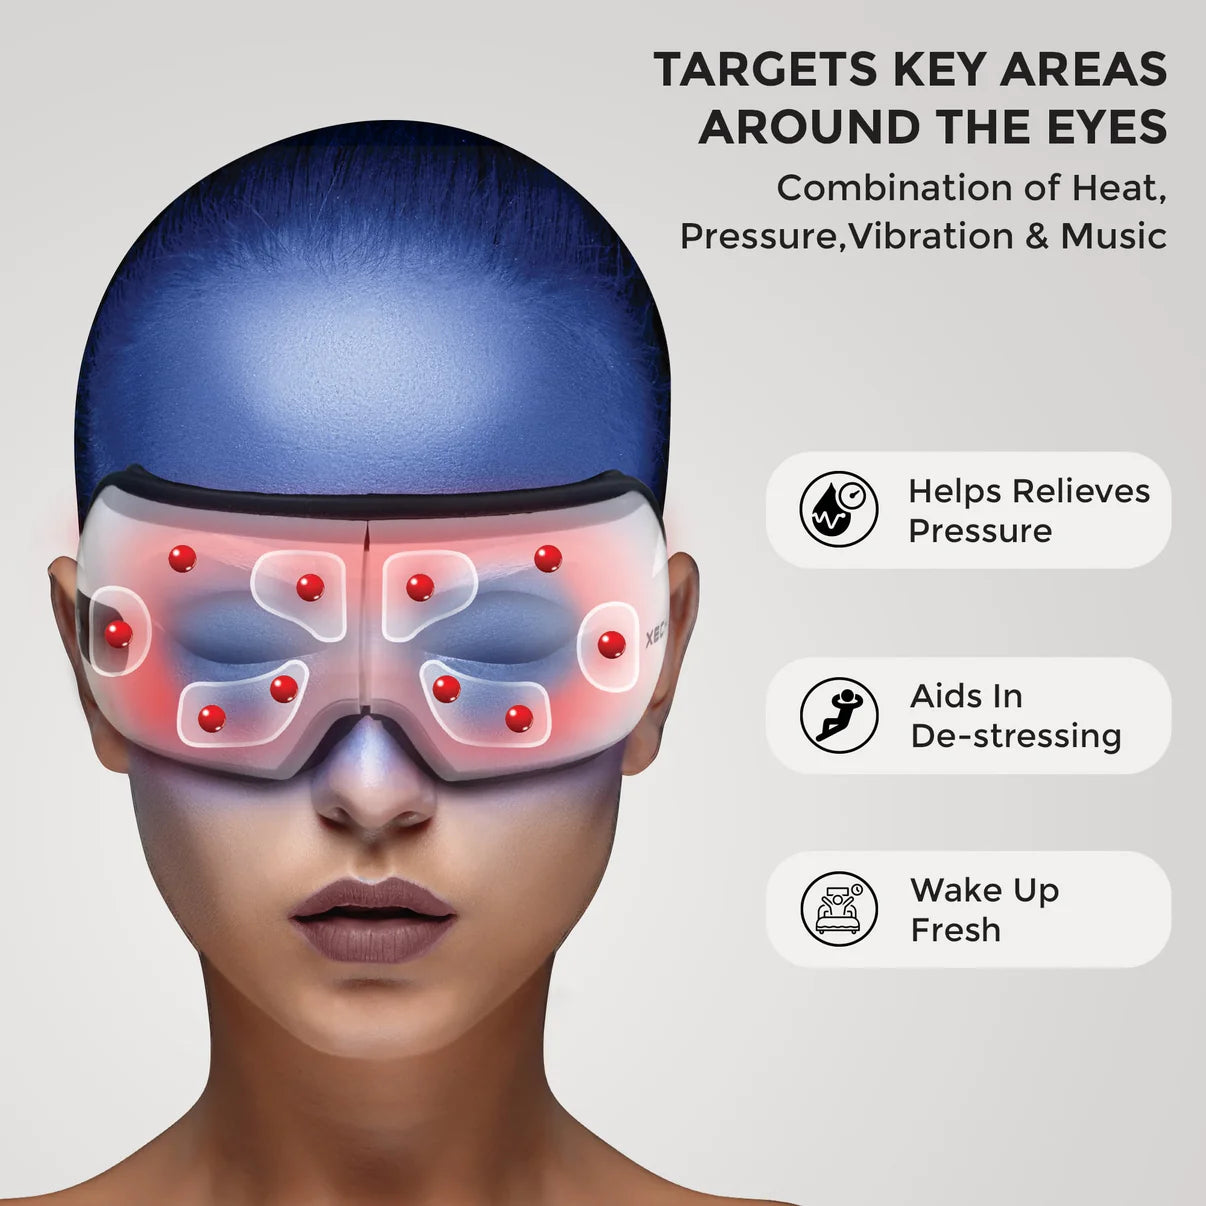 TARGETS KEY AREAS
AROUND THE EYES
Combination of Heat,
Pressure,Vibration & Music
Helps Relieves
Pressure
Aids In
De-stressing
Wake Up
Fresh